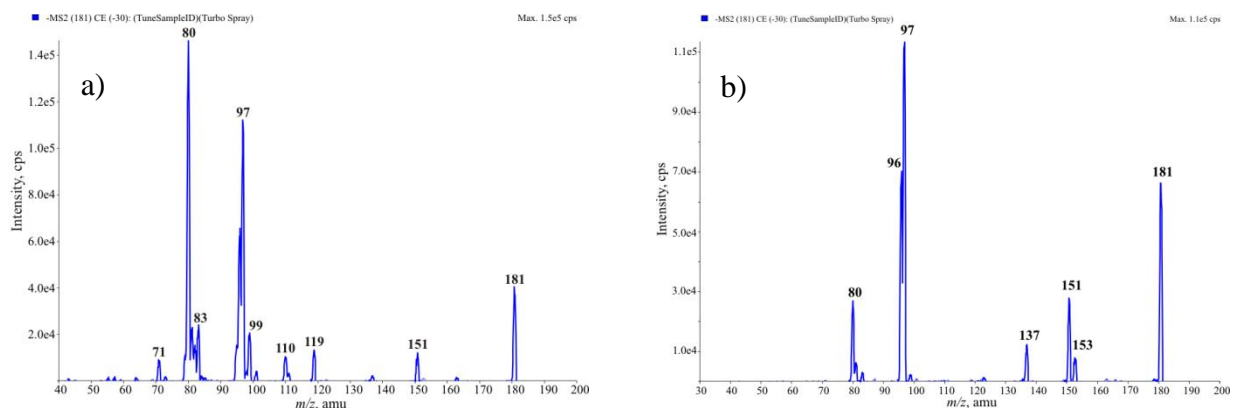 -MS2 (181) CE (-30): (TuneSampleID)(Turbo Spray) Max. 1.5e5 cps
a)
Intensity, cps
1.4e5
1.2e5
1.0e5
8.0e4
6.0e4
4.0e4
2.0e4
80
97
83
99
71
110
119
151
181
40 50 60 70 80 90 100 110 120 130 140 150 160 170 180 190 200
m/z, amu
-MS2 (181) CE (-30): (TuneSampleID)(Turbo Spray) Max. 1.1e5 cps
b)
Intensity, cps
1.1e5
9.0e4
7.0e4
5.0e4
3.0e4
1.0e4
97
96
80
137
151
153
181
30 40 50 60 70 80 90 100 110 120 130 140 150 160 170 180 190 200
m/z, amu